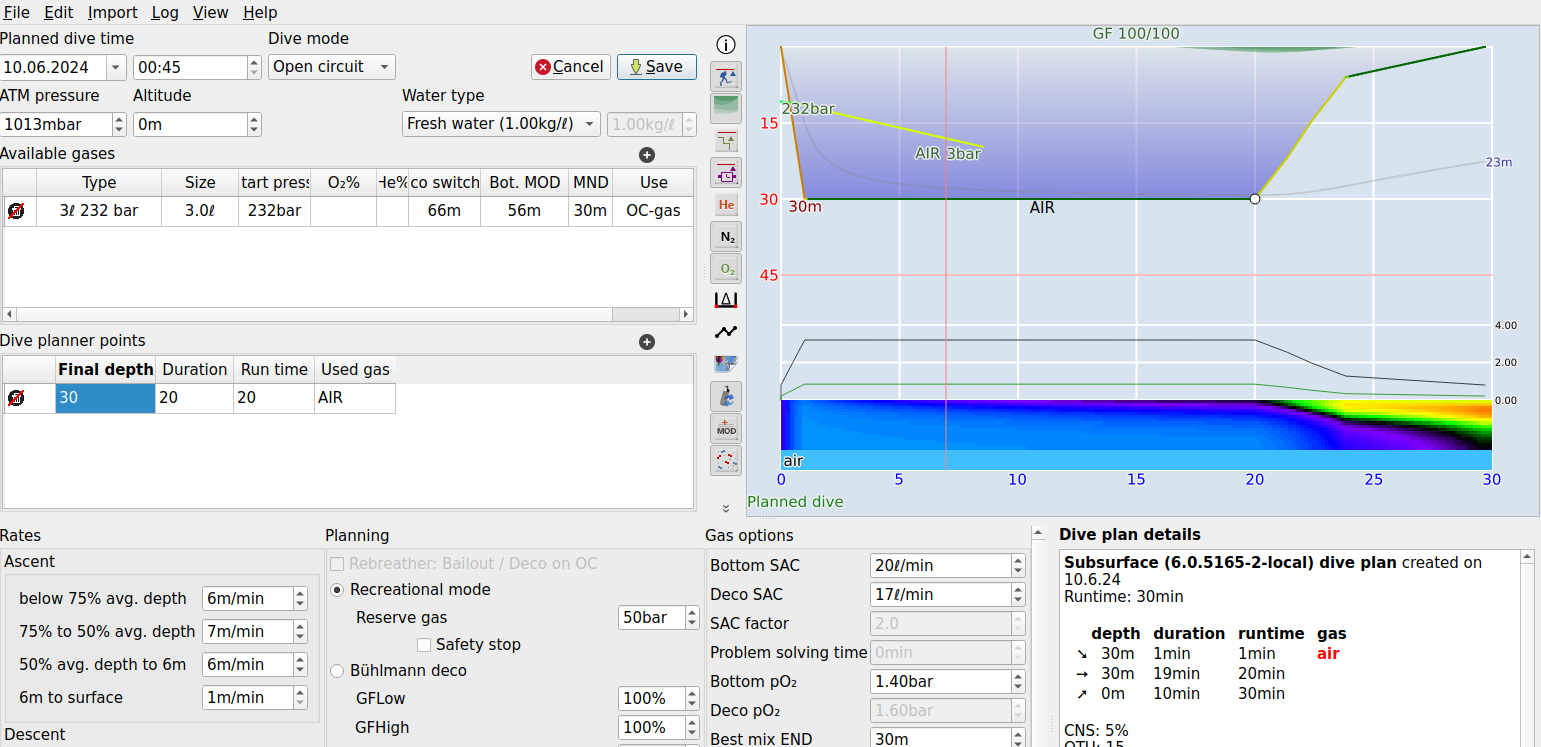 File Edit Import Log View Help
Planned dive time Dive mode
10.06.2024 00:45 Open circuit Cancel Save
ATM pressure Altitude Water type
1013mbar 0m Fresh water (1.00kg/ℓ) 1.00kg/ℓ
Available gases
Type Size tart press O₂% He% co switch Bot. MOD MND Use
3ℓ 232 bar 3.0ℓ 232bar 66m 56m 30m OC-gas
Dive planner points
Final depth Duration Run time Used gas
30 20 20 AIR
i
He
N₂
O₂
MOD
GF 100/100
232bar
15
AIR 3bar
23m
30
30m AIR
45
4.00
2.00
0.00
air
0 5 10 15 20 25 30
Planned dive
Rates
Ascent
below 75% avg. depth 6m/min
75% to 50% avg. depth 7m/min
50% avg. depth to 6m 6m/min
6m to surface 1m/min
Descent
Planning
Rebreather: Bailout / Deco on OC
Recreational mode
Reserve gas 50bar
Safety stop
Bühlmann deco
GFLow 100%
GFHigh 100%
Gas options
Bottom SAC 20ℓ/min
Deco SAC 17ℓ/min
SAC factor 2.0
Problem solving time 0min
Bottom pO₂ 1.40bar
Deco pO₂ 1.60bar
Best mix END 30m
Dive plan details
Subsurface (6.0.5165-2-local) dive plan created on
10.6.24
Runtime: 30min
depth duration runtime gas
➘ 30m 1min 1min air
➙ 30m 19min 20min
➚ 0m 10min 30min
CNS: 5%
OTU: 15